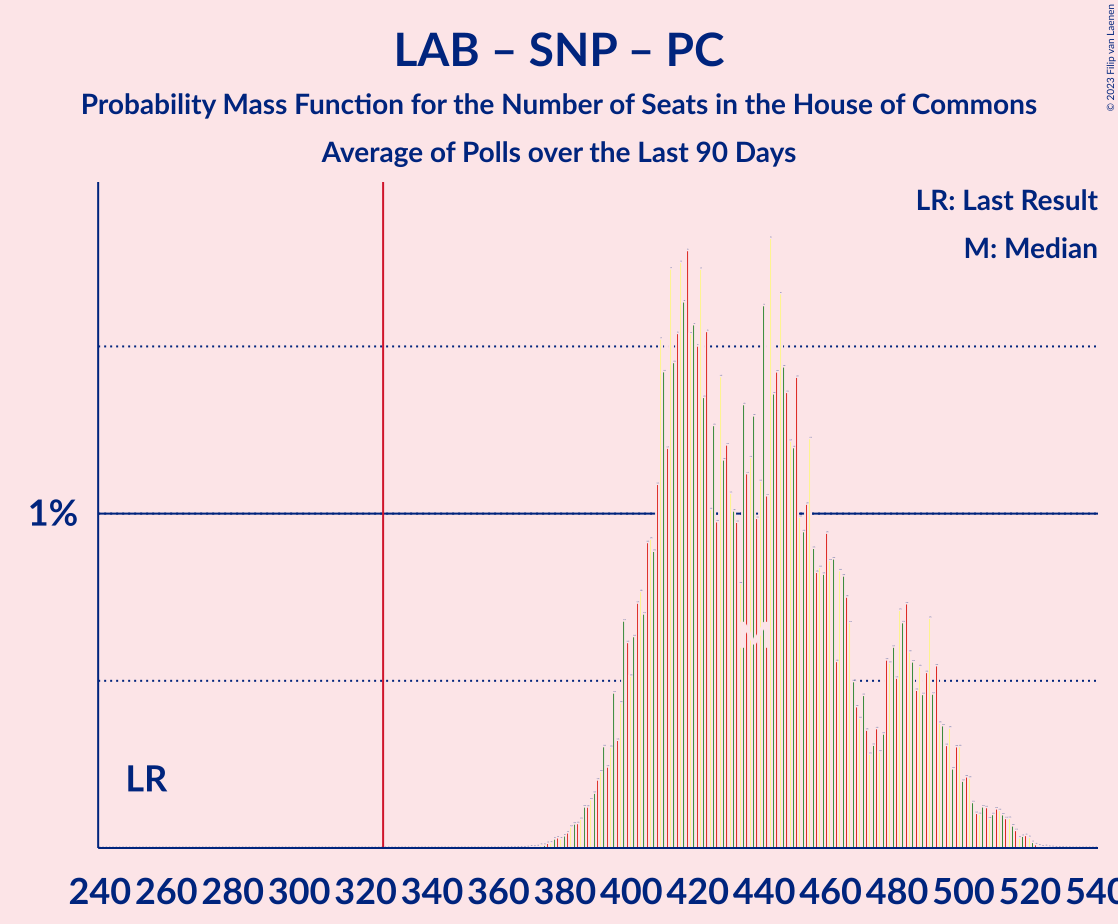 LAB – SNP – PC
Probability Mass Function for the Number of Seats in the House of Commons
Average of Polls over the Last 90 Days
© 2023 Filip van Laenen
LR: Last Result
M: Median
1%
LR
M
240 260 280 300 320 340 360 380 400 420 440 460 480 500 520 540